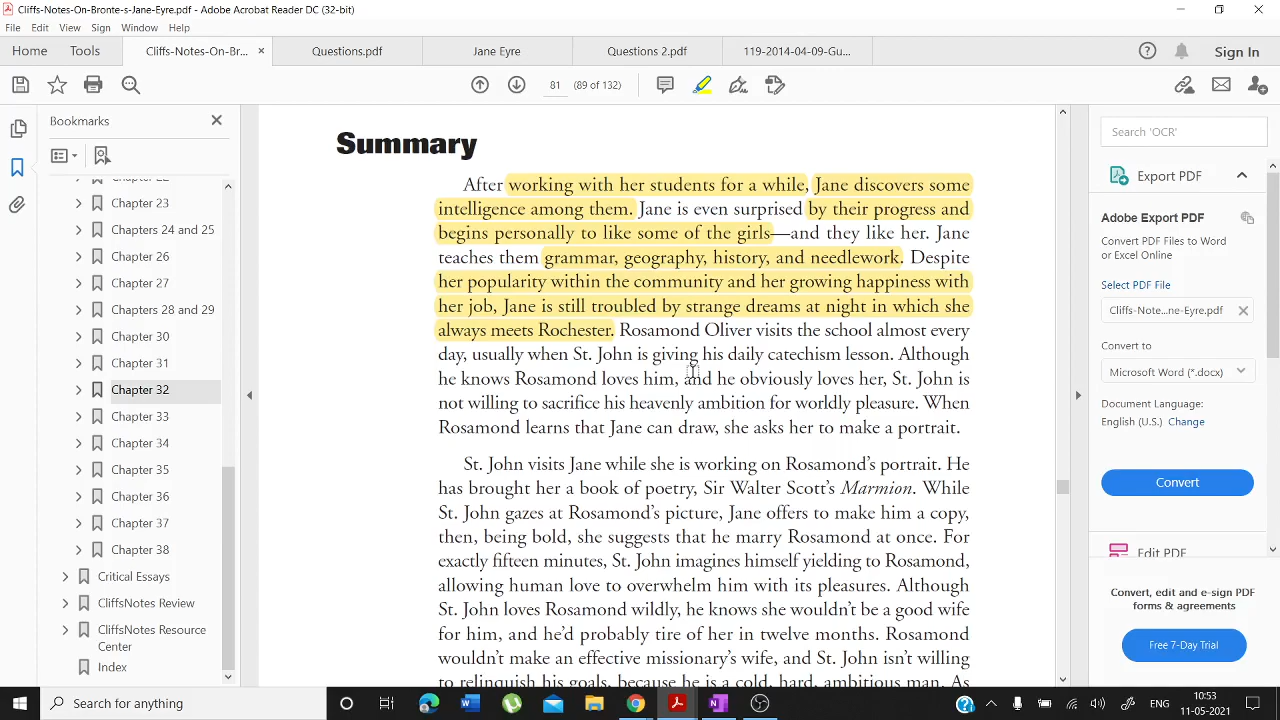 Cliffs-Notes-On-Bronte-s-Jane-Eyre.pdf - Adobe Acrobat Reader DC (32-bit)
File Edit View Sign Window Help
Home Tools Cliffs-Notes-On-Br... Questions.pdf Jane Eyre Questions 2.pdf 119-2014-04-09-Gu... Sign In
81 (89 of 132)
Bookmarks
Chapter 23
Chapters 24 and 25
Chapter 26
Chapter 27
Chapters 28 and 29
Chapter 30
Chapter 31
Chapter 32
Chapter 33
Chapter 34
Chapter 35
Chapter 36
Chapter 37
Chapter 38
Critical Essays
CliffsNotes Review
CliffsNotes Resource
Center
Index
Summary
After working with her students for a while, Jane discovers some
intelligence among them. Jane is even surprised by their progress and
begins personally to like some of the girls—and they like her. Jane
teaches them grammar, geography, history, and needlework. Despite
her popularity within the community and her growing happiness with
her job, Jane is still troubled by strange dreams at night in which she
always meets Rochester. Rosamond Oliver visits the school almost every
day, usually when St. John is giving his daily catechism lesson. Although
he knows Rosamond loves him, and he obviously loves her, St. John is
not willing to sacrifice his heavenly ambition for worldly pleasure. When
Rosamond learns that Jane can draw, she asks her to make a portrait.
St. John visits Jane while she is working on Rosamond's portrait. He
has brought her a book of poetry, Sir Walter Scott's Marmion. While
St. John gazes at Rosamond's picture, Jane offers to make him a copy,
then, being bold, she suggests that he marry Rosamond at once. For
exactly fifteen minutes, St. John imagines himself yielding to Rosamond,
allowing human love to overwhelm him with its pleasures. Although
St. John loves Rosamond wildly, he knows she wouldn't be a good wife
for him, and he'd probably tire of her in twelve months. Rosamond
wouldn't make an effective missionary's wife, and St. John isn't willing
to relinquish his goals, because he is a cold, hard, ambitious man. As
Search 'OCR'
Export PDF
Adobe Export PDF
Convert PDF Files to Word
or Excel Online
Select PDF File
Cliffs-Note...ne-Eyre.pdf
Convert to
Microsoft Word (*.docx)
Document Language:
English (U.S.) Change
Convert
Edit PDF
Convert, edit and e-sign PDF
forms & agreements
Free 7-Day Trial
Search for anything
ENG
10:53
11-05-2021